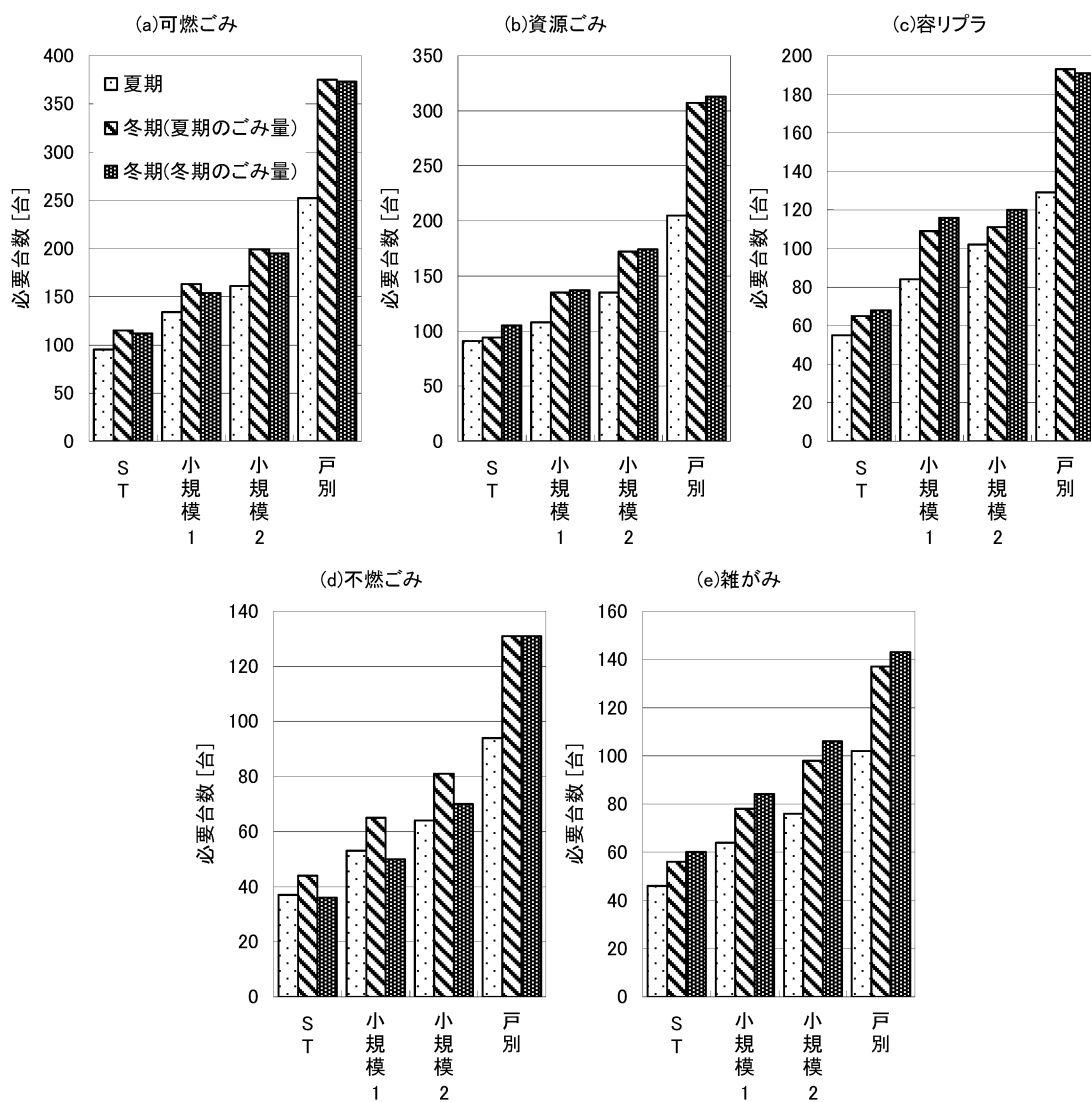 (a)可燃ごみ
400
350
300
250
200
150
100
50
0
必要台数 [台]
夏期
冬期(夏期のごみ量)
冬期(冬期のごみ量)
ST
小規模1
小規模2
戸別
(b)資源ごみ
350
300
250
200
150
100
50
0
必要台数 [台]
ST
小規模1
小規模2
戸別
(c)容リプラ
200
180
160
140
120
100
80
60
40
20
0
必要台数 [台]
ST
小規模1
小規模2
戸別
(d)不燃ごみ
140
120
100
80
60
40
20
0
必要台数 [台]
ST
小規模1
小規模2
戸別
(e)雑がみ
160
140
120
100
80
60
40
20
0
必要台数 [台]
ST
小規模1
小規模2
戸別